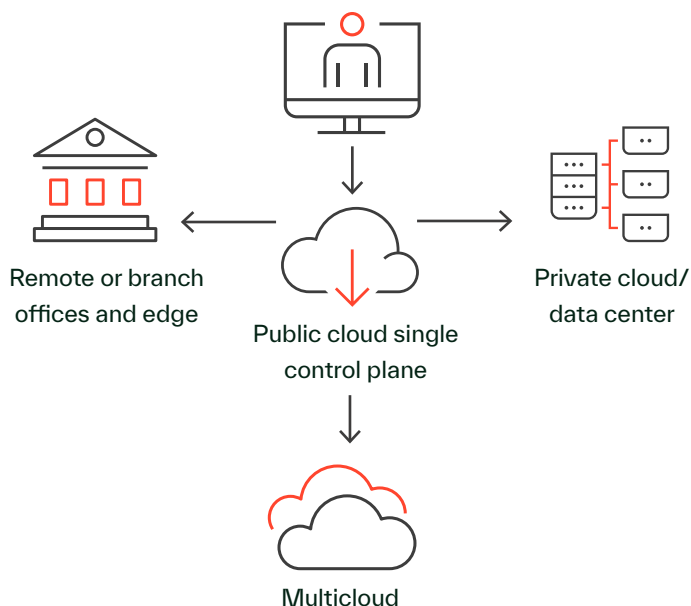 Remote or branch
offices and edge
Public cloud single
control plane
Private cloud/
data center
Multicloud